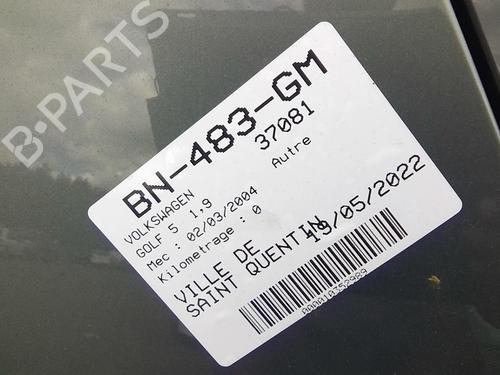 B-PARTS
BN-483-GM
37081
VOLKSWAGEN
GOLF 5 1,9
Autre
Mec : 02/03/2004
Kilometrage : 0
VILLE DE
SAINT QUENTIN
19/05/2022
0000010352989